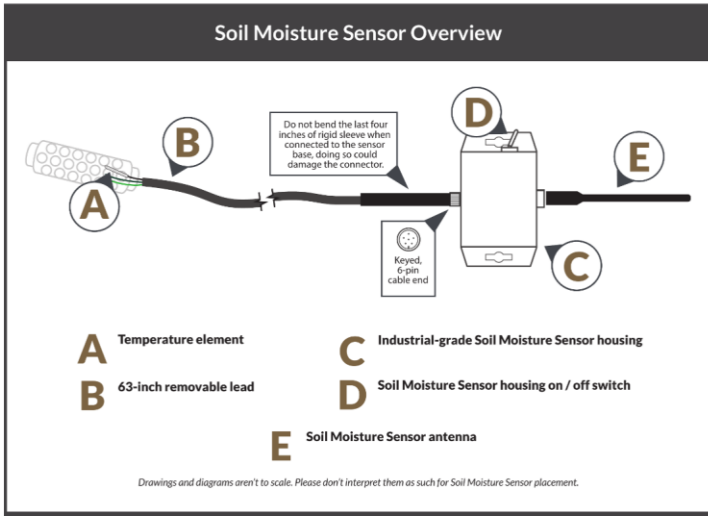 Soil Moisture Sensor Overview
Do not bend the last four
inches of rigid sleeve when
connected to the sensor
base, doing so could
damage the connector.
D
B
E
A
Keyed,
6-pin
cable end
C
A Temperature element
C Industrial-grade Soil Moisture Sensor housing
B 63-inch removable lead
D Soil Moisture Sensor housing on / off switch
E Soil Moisture Sensor antenna
Drawings and diagrams aren't to scale. Please don't interpret them as such for Soil Moisture Sensor placement.